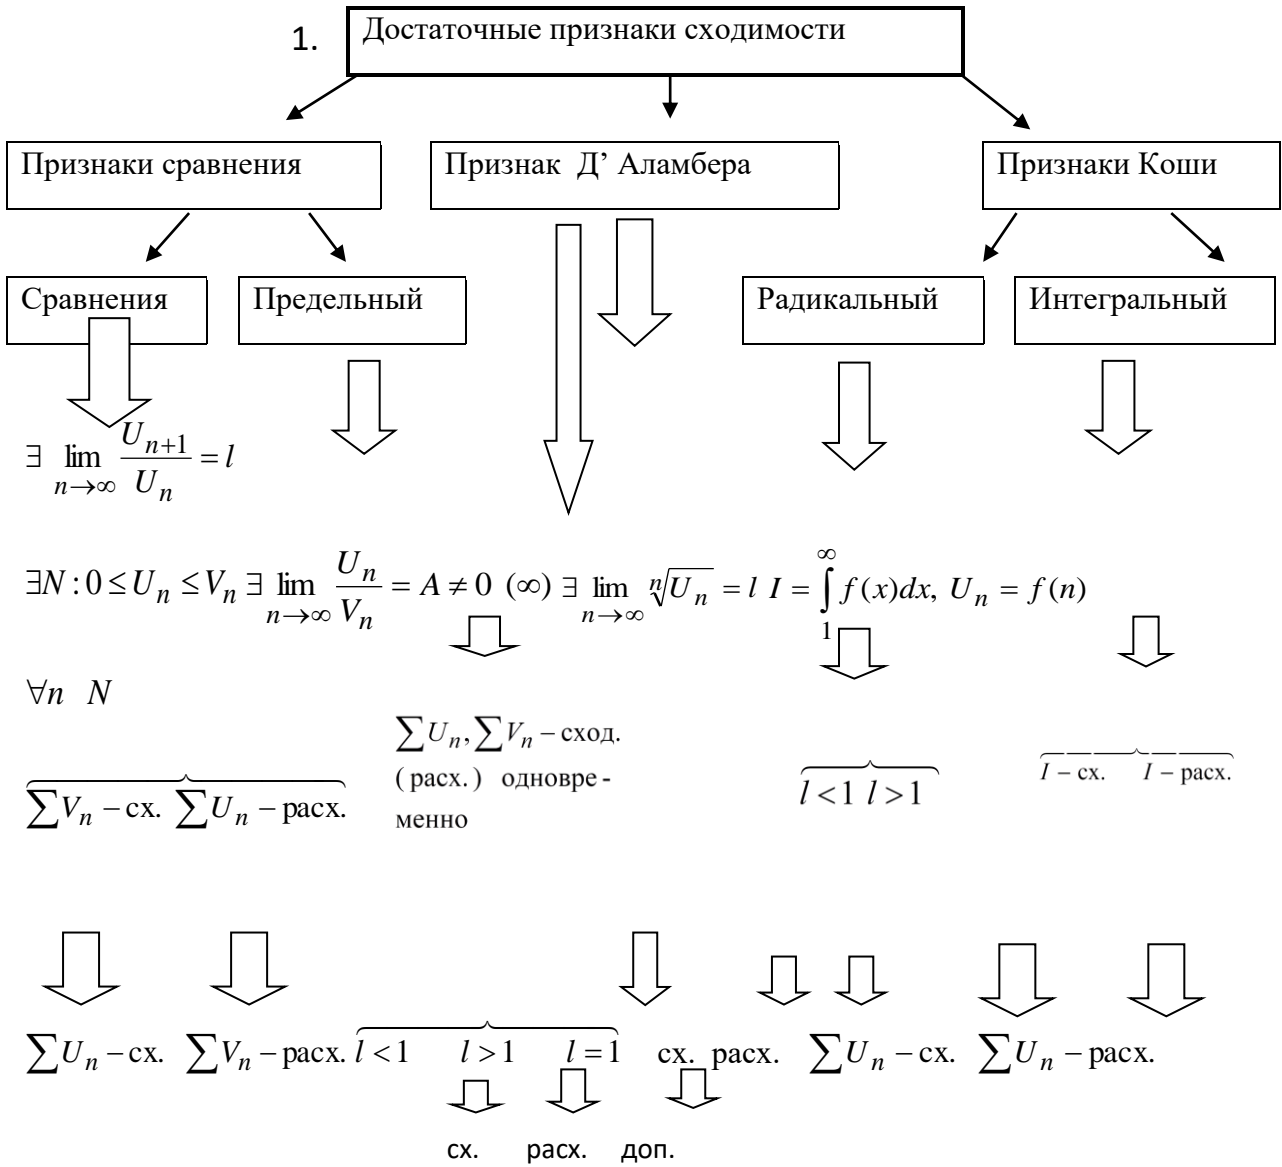 1. Достаточные признаки сходимости
Признаки сравнения Признак Д’ Аламбера Признаки Коши
Сравнения Предельный Радикальный Интегральный
∃ lim_{n→∞} U_{n+1}/U_n = l
∃N : 0 ≤ U_n ≤ V_n ∃ lim_{n→∞} U_n/V_n = A ≠ 0 (∞) ∃ lim_{n→∞} ⁿ√U_n = l I = ∫_1^∞ f(x)dx, U_n = f(n)
∀n N
∑U_n, ∑V_n – сход.
( расх. ) одновре -
менно
∑V_n – сх. ∑U_n – расх. l < 1 l > 1 I – сх. I – расх.
∑U_n – сх. ∑V_n – расх. l < 1 l > 1 l = 1 сх. расх. ∑U_n – сх. ∑U_n – расх.
сх. расх. доп.